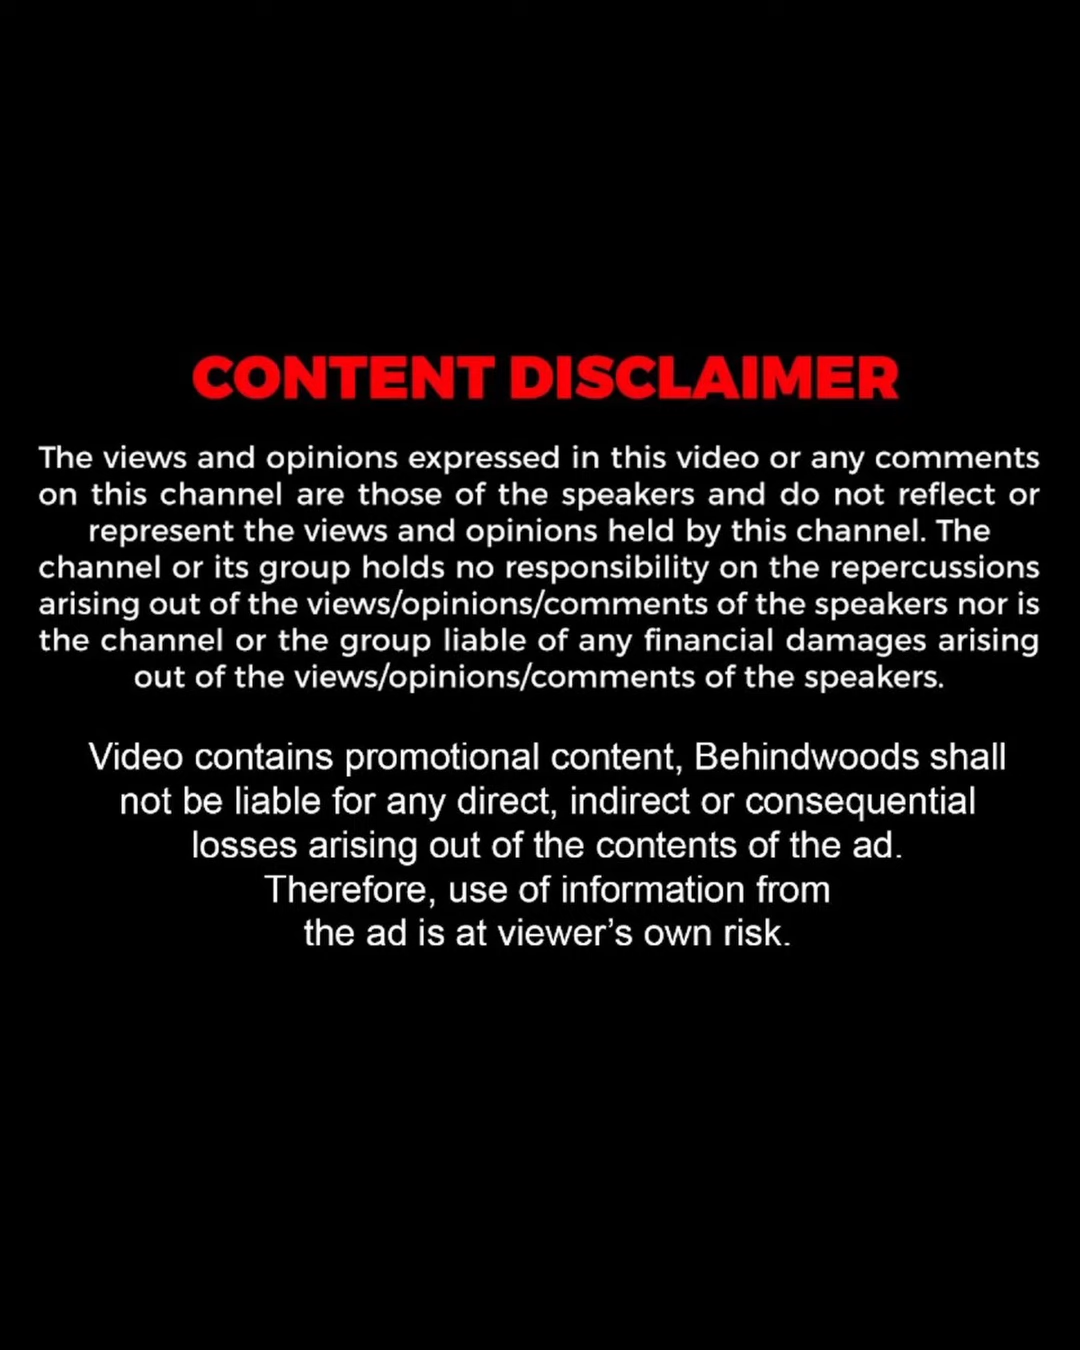 CONTENT DISCLAIMER
The views and opinions expressed in this video or any comments
on this channel are those of the speakers and do not reflect or
represent the views and opinions held by this channel. The
channel or its group holds no responsibility on the repercussions
arising out of the views/opinions/comments of the speakers nor is
the channel or the group liable of any financial damages arising
out of the views/opinions/comments of the speakers.
Video contains promotional content, Behindwoods shall
not be liable for any direct, indirect or consequential
losses arising out of the contents of the ad.
Therefore, use of information from
the ad is at viewer’s own risk.